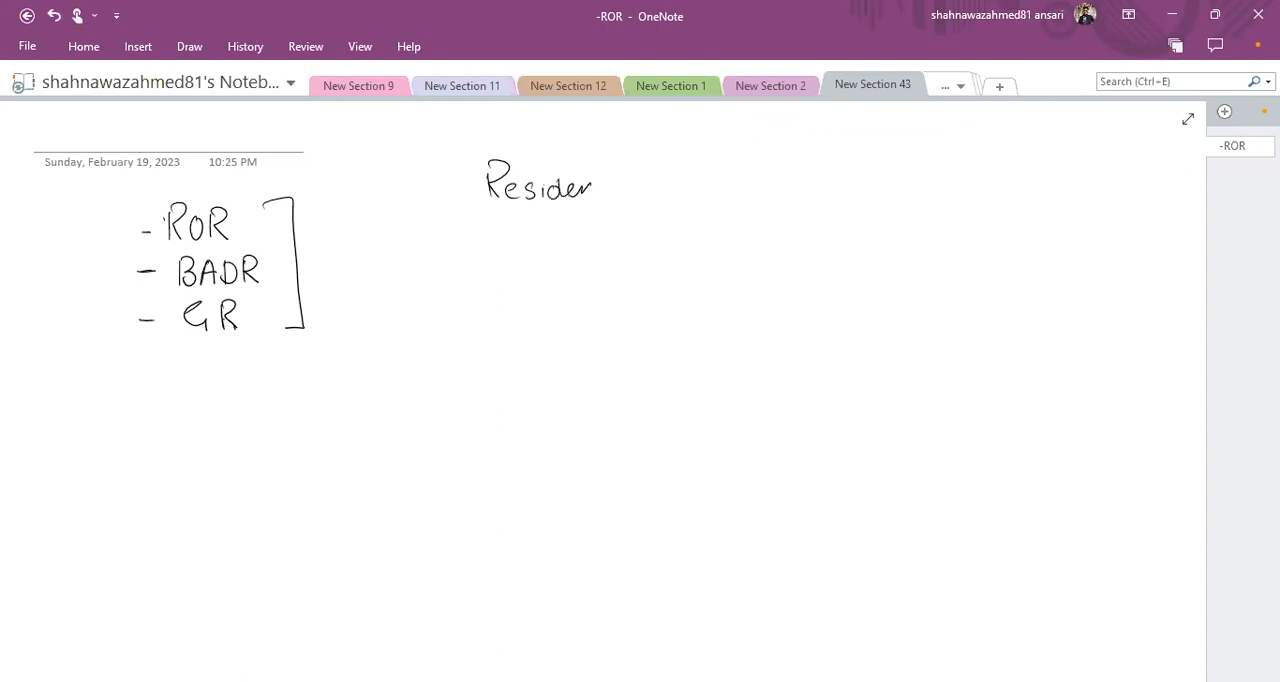 -ROR - OneNote
shahnawazahmed81 ansari
File Home Insert Draw History Review View Help
shahnawazahmed81's Noteb... New Section 9 New Section 11 New Section 12 New Section 1 New Section 2 New Section 43 ... + Search (Ctrl+E)
-ROR
Sunday, February 19, 2023 10:25 PM
Residen
- ROR
- BADR
- GR